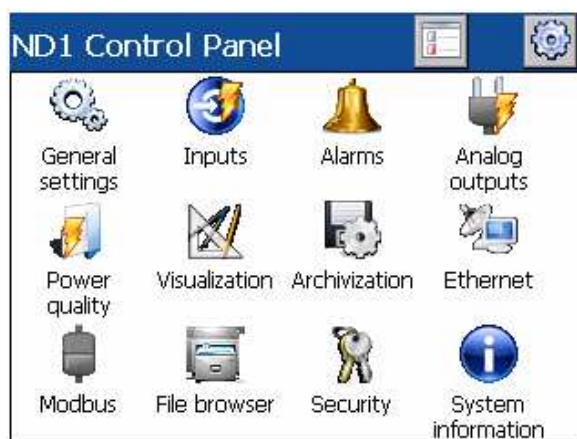 ND1 Control Panel
General
settings
Inputs
Alarms
Analog
outputs
Power
quality
Visualization
Archivization
Ethernet
Modbus
File browser
Security
System
information